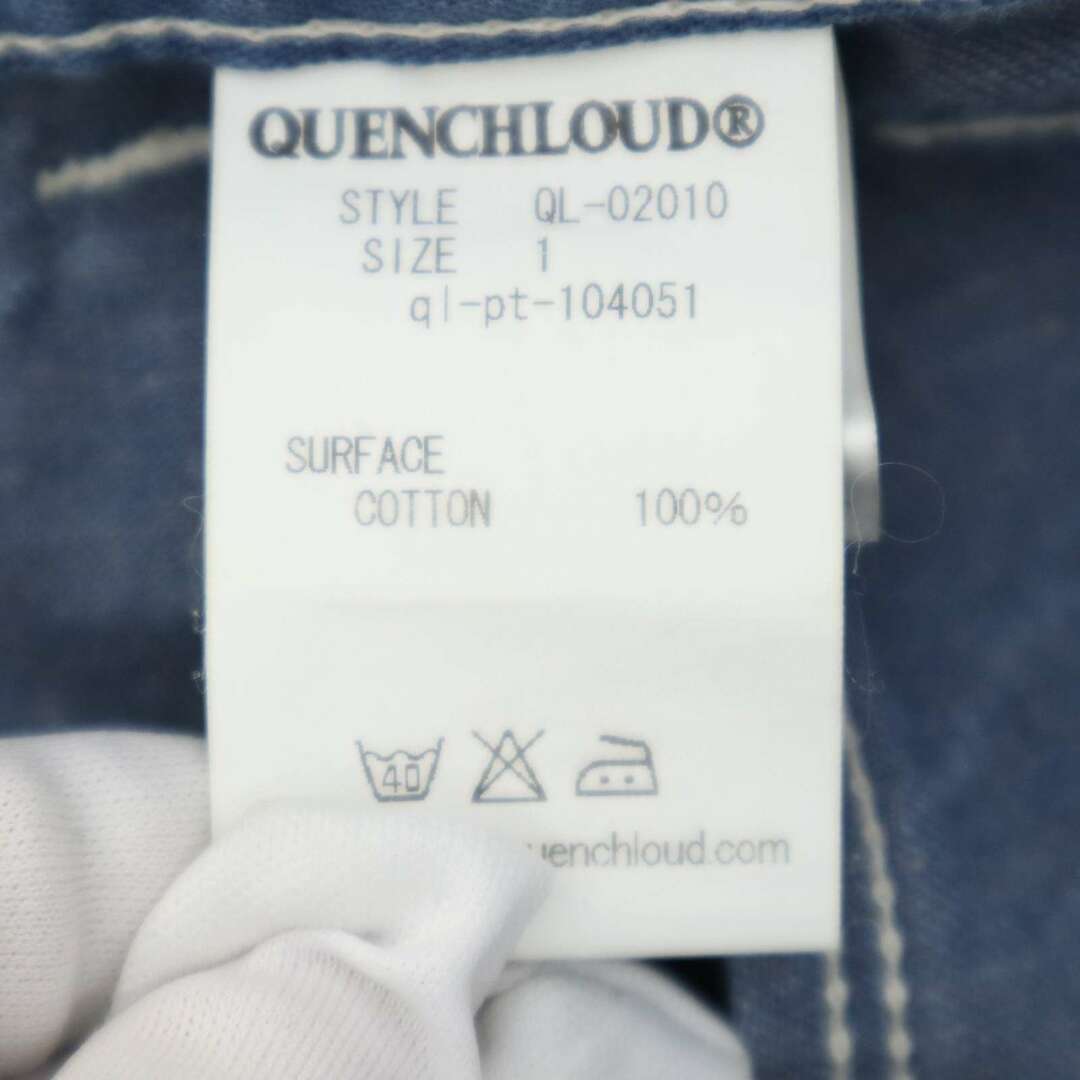 QUENCHLOUD®
STYLE QL-02010
SIZE 1
ql-pt-104051
SURFACE
COTTON 100%
40
uenchloud.com